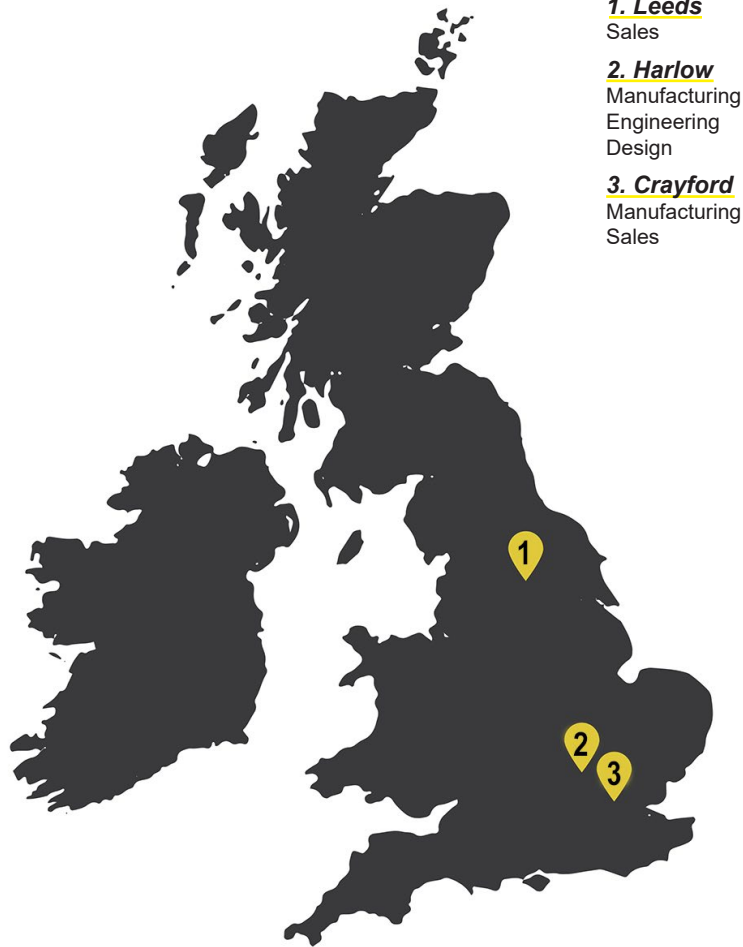 1. Leeds
Sales
2. Harlow
Manufacturing
Engineering
Design
3. Crayford
Manufacturing
Sales
1
2
3